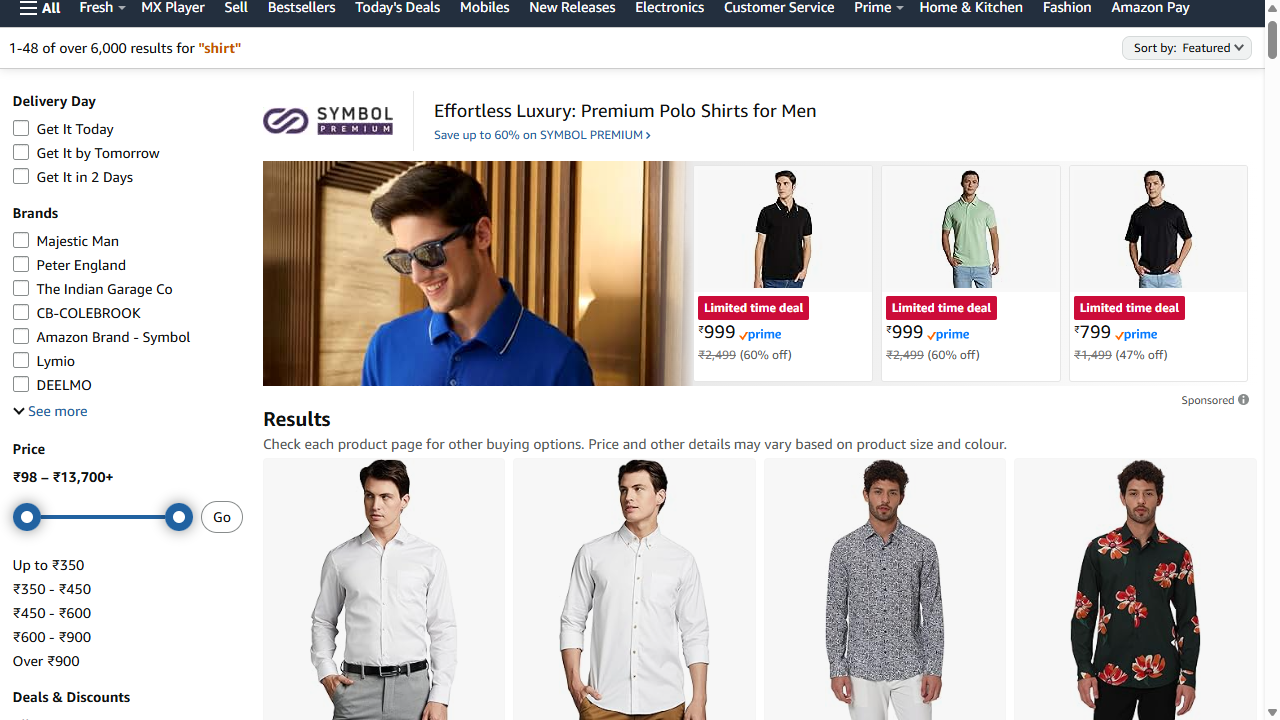 All Fresh MX Player Sell Bestsellers Today's Deals Mobiles New Releases Electronics Customer Service Prime Home & Kitchen Fashion Amazon Pay
1-48 of over 6,000 results for "shirt"
Sort by: Featured
Delivery Day
Get It Today
Get It by Tomorrow
Get It in 2 Days
Brands
Majestic Man
Peter England
The Indian Garage Co
CB-COLEBROOK
Amazon Brand - Symbol
Lymio
DEELMO
See more
Price
₹98 – ₹13,700+
Go
Up to ₹350
₹350 - ₹450
₹450 - ₹600
₹600 - ₹900
Over ₹900
Deals & Discounts
SYMBOL
PREMIUM
Effortless Luxury: Premium Polo Shirts for Men
Save up to 60% on SYMBOL PREMIUM
Limited time deal
₹999 prime
₹2,499 (60% off)
Limited time deal
₹999 prime
₹2,499 (60% off)
Limited time deal
₹799 prime
₹1,499 (47% off)
Sponsored
Results
Check each product page for other buying options. Price and other details may vary based on product size and colour.